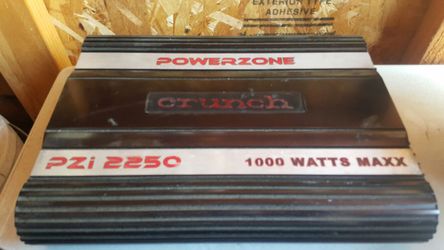 EXTERIOR TYPE
ADHESIVE
POWERZONE
crunch
PZi 2250 1000 WATTS MAXX